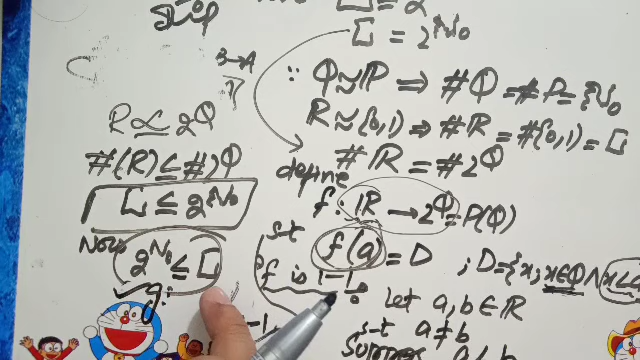 ℂ = 2^ℵ₀
B→A
∵ Q ≈ ℙ ⟹ #Q = #P = ℵ₀
ℝ ≈ (0,1) ⟹ #ℝ = #(0,1) = ℂ
#ℝ = #2^Q
R ∝ 2^Q
#(R) ≤ #2^Q
ℂ ≤ 2^ℵ₀
define
f : ℝ → 2^Q = P(Q)
s.t
f(a) = D ; D = {x; x ∈ Q ∧ x < a
Now
2^ℵ₀ ≤ ℂ
f is 1-1
g:
let a, b ∈ ℝ
s.t a ≠ b
Suppose a < b